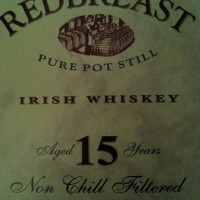 REDBREAST
PURE POT STILL
IRISH WHISKEY
Aged 15 Years
Non Chill Filtered